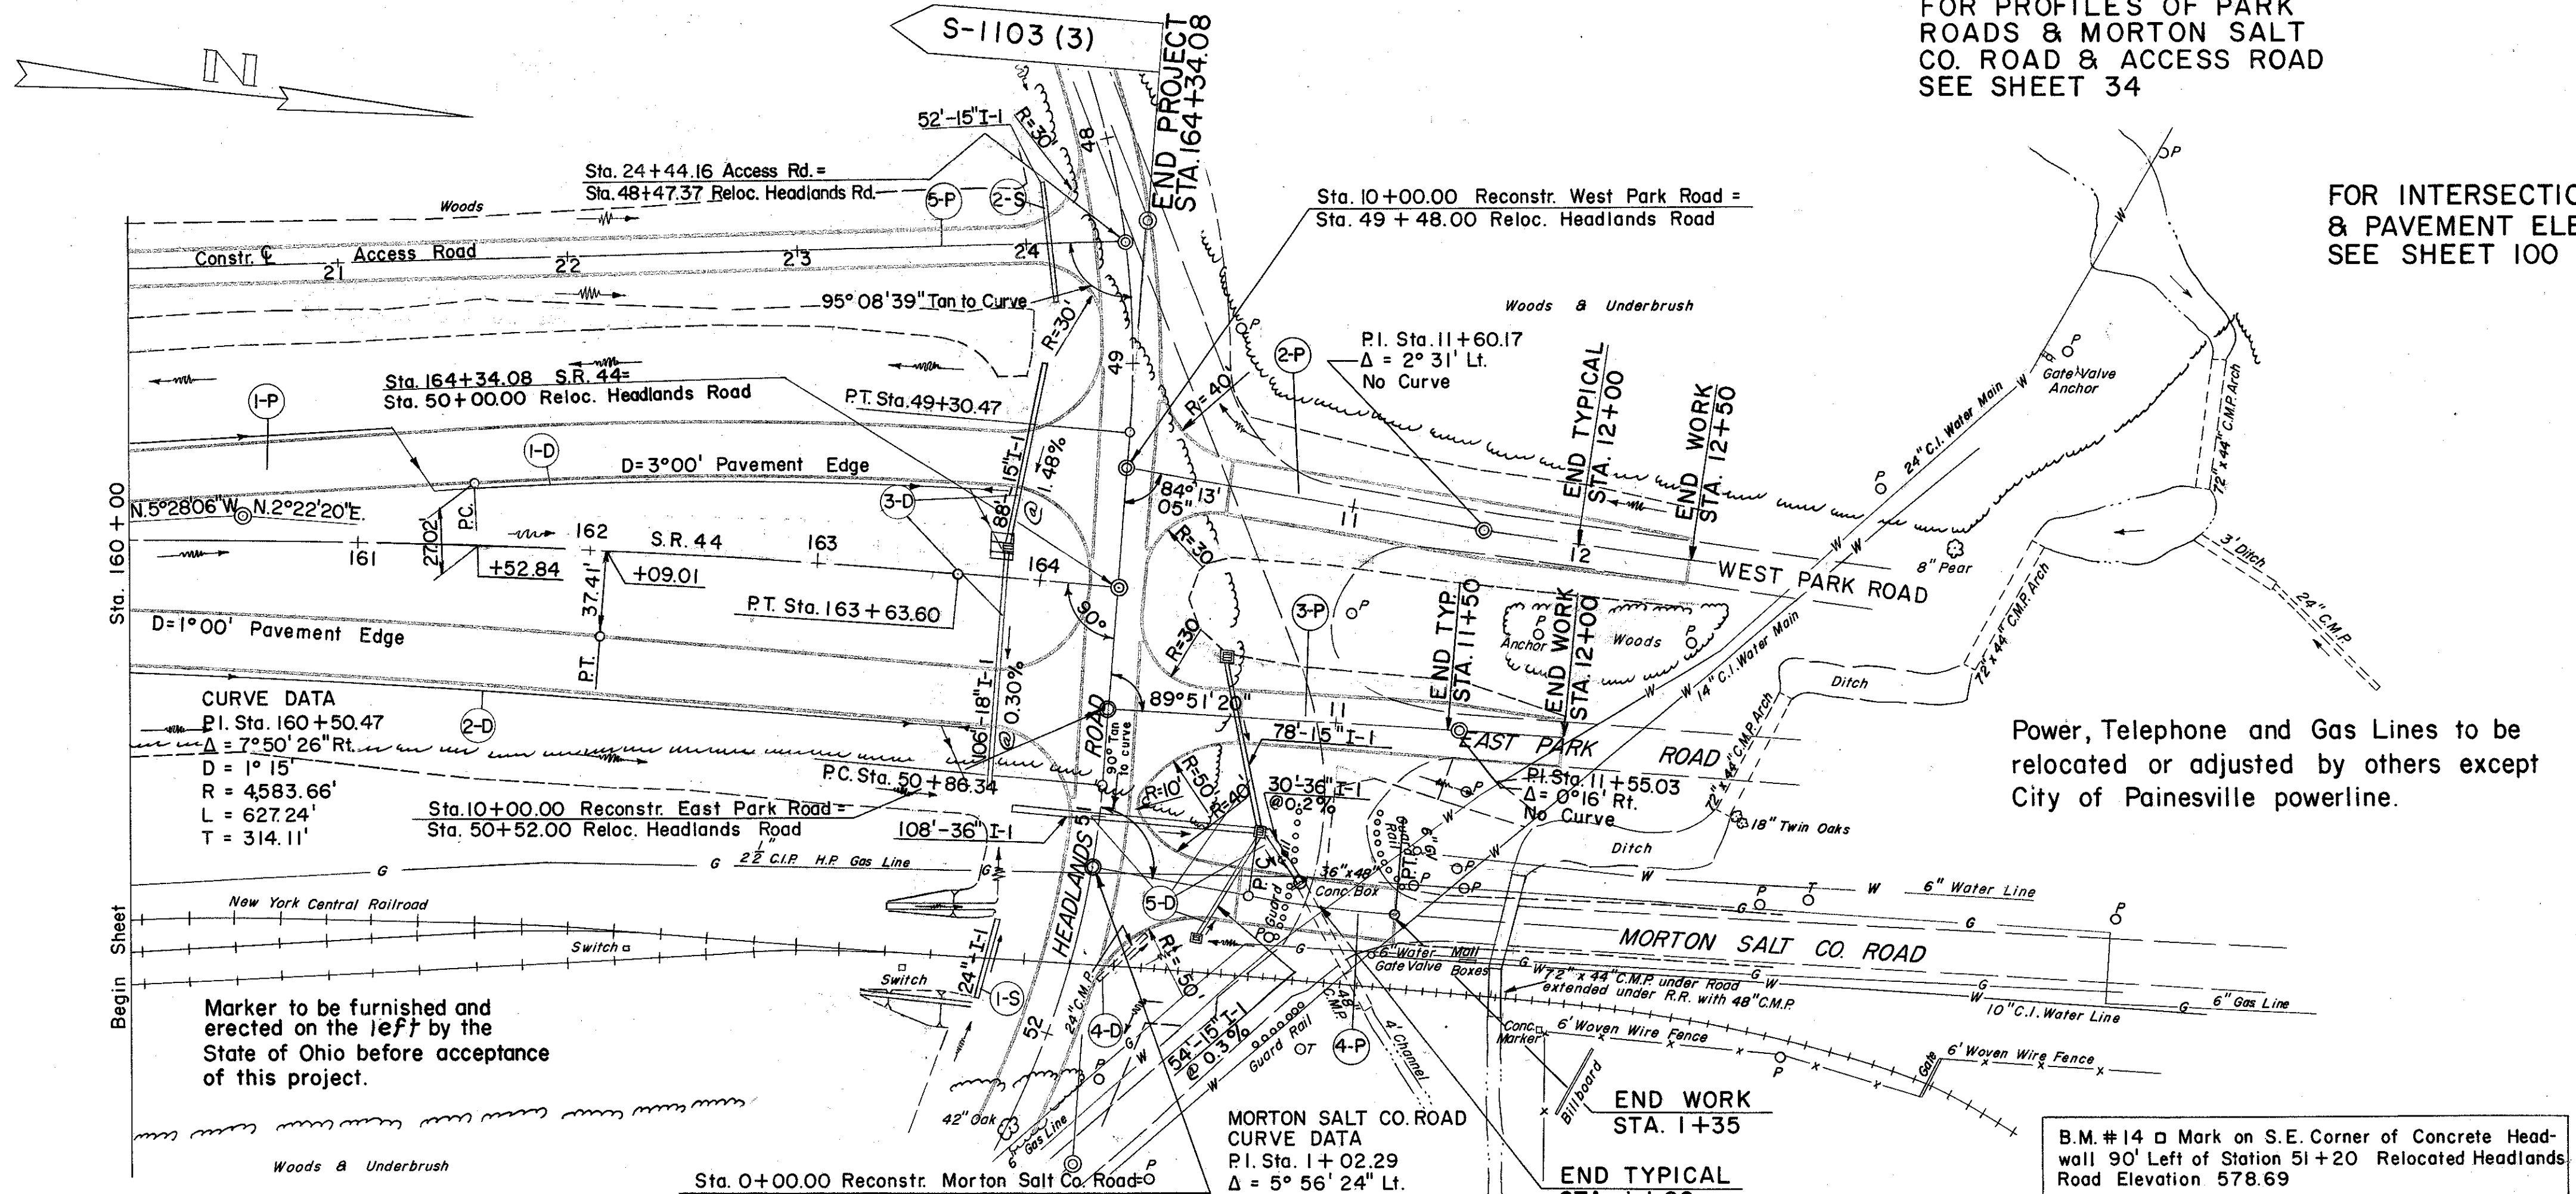 S-1103 (3)
END PROJECT
STA. 164+34.08
FOR PROFILES OF PARK
ROADS & MORTON SALT
CO. ROAD & ACCESS ROAD
SEE SHEET 34
N
52'-15" I-1
R=30'
48
Sta. 24+44.16 Access Rd.=
Sta. 48+47.37 Reloc. Headlands Rd.
5-P
2-S
Woods
Sta. 10+00.00 Reconstr. West Park Road =
Sta. 49 + 48.00 Reloc. Headlands Road
P
W
FOR INTERSECTIO
& PAVEMENT ELE
SEE SHEET 100
Constr. ℄ Access Road
21
22
23
24
95° 08' 39" Tan to Curve
R=30'
Woods & Underbrush
P
2-P
P.I. Sta. 11+60.17
Δ = 2° 31' Lt.
No Curve
END TYPICAL
STA. 12+00
END WORK
STA. 12+50
P
Gate Valve
Anchor
W
24" C.I. Water Main
72" x 44" C.M.P. Arch
1-P
Sta. 164+34.08 S.R. 44=
Sta. 50+00.00 Reloc. Headlands Road
P.T. Sta. 49+30.47
49
R=40'
1-D
D=3°00' Pavement Edge
88'-15" I-1
@ 1.48%
3-D
84° 13'
05"
P
Sta. 160 + 00
N.5°28'06"W.
N.2°22'20"E.
P.C.
27.02'
161
162
S.R. 44
163
164
+52.84
+09.01
37.41'
P.T.
P.T. Sta. 163+63.60
90°
11
12
R=30
WEST PARK ROAD
8" Pear
3' Ditch
24" C.M.P.
72" x 44" C.M.P. Arch
D=1°00' Pavement Edge
3-P
P
R=30
END TYP.
STA. 11+50
END WORK
STA. 12+00
P
Anchor
Woods
P
W
14" C.I. Water Main
Ditch
CURVE DATA
P.I. Sta. 160+50.47
Δ = 7° 50' 26" Rt.
D = 1° 15'
R = 4,583.66'
L = 627.24'
T = 314.11'
2-D
106'-18" I-1
@ 0.30%
89° 51' 20"
11
78'-15" I-1
EAST PARK ROAD
72" x 44" C.M.P. Arch
Power, Telephone and Gas Lines to be
relocated or adjusted by others except
City of Painesville powerline.
P.C. Sta. 50+86.34
90° Tan
to curve
R=10'
R=50'
R=40'
30'-36" I-1
@0.2%
P.I. Sta. 11+55.03
Δ = 0°16' Rt.
No Curve
18" Twin Oaks
Sta. 10+00.00 Reconstr. East Park Road =
Sta. 50+52.00 Reloc. Headlands Road
108'-36" I-1
51
HEADLANDS ROAD
G
2½" C.I.P. H.P. Gas Line
G
P.C.
Guard Rail
Guard Rail
6" GV
P.T.
Ditch
W
36" x 48"
Conc. Box
6" Water Line
P
T
W
P
Begin Sheet
New York Central Railroad
Switch
Switch
24"-I-1
1-S
5-D
MORTON SALT CO. ROAD
6" Water
Gate Valve
Mail
Boxes
72" x 44" C.M.P. under Road
extended under R.R. with 48" C.M.P.
6" Gas Line
10" C.I. Water Line
Marker to be furnished and
erected on the left by the
State of Ohio before acceptance
of this project.
52
24" C.M.P.
R=50'
4-D
54'-15" I-1
@ 0.3%
Guard Rail
T
48" C.M.P.
4-P
4' Channel
Conc.
Marker
6' Woven Wire Fence
P
Gate
6' Woven Wire Fence
Billboard
42" Oak
6" Gas Line
Woods & Underbrush
END WORK
STA. 1+35
END TYPICAL
MORTON SALT CO. ROAD
CURVE DATA
P.I. Sta. 1 + 02.29
Δ = 5° 56' 24" Lt.
Sta. 0+00.00 Reconstr. Morton Salt Co. Road=
P
B.M. #14 □ Mark on S.E. Corner of Concrete Head-
wall 90' Left of Station 51+20 Relocated Headlands
Road Elevation 578.69